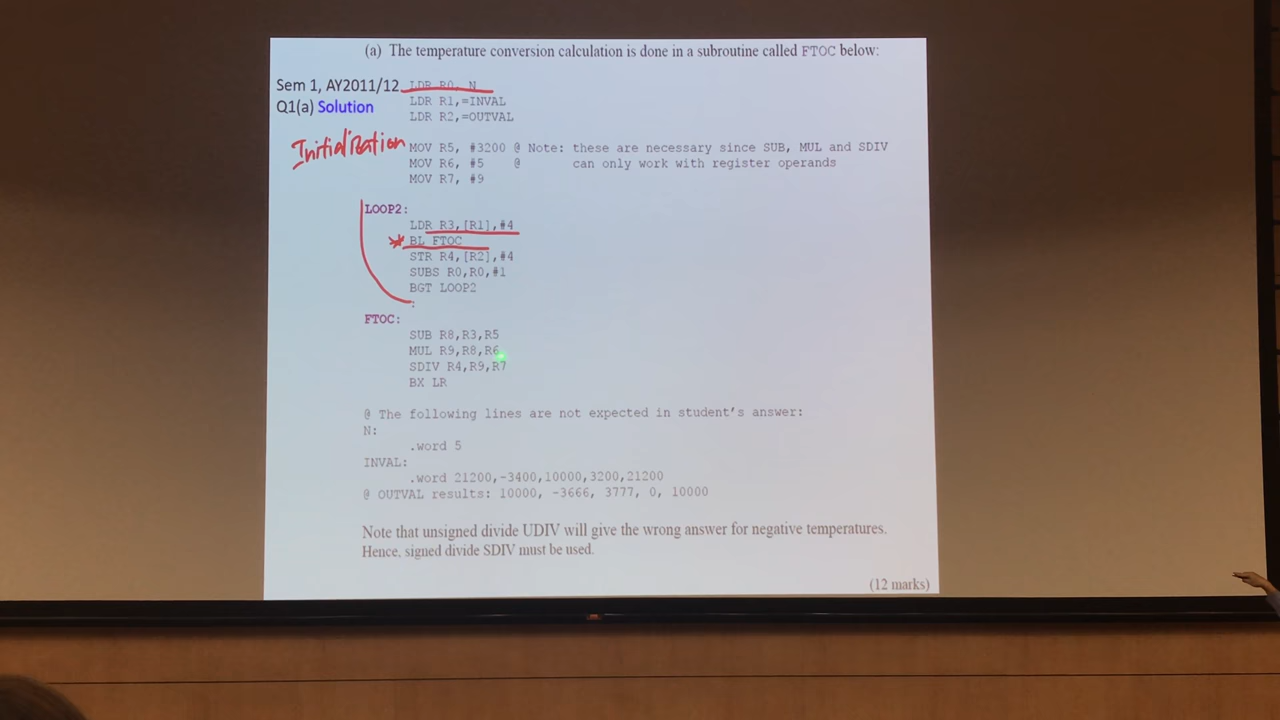 (a) The temperature conversion calculation is done in a subroutine called FTOC below:
Sem 1, AY2011/12 LDR R0, N
Q1(a) Solution LDR R1,=INVAL
LDR R2,=OUTVAL
Initialization MOV R5, #3200 @ Note: these are necessary since SUB, MUL and SDIV
MOV R6, #5 @ can only work with register operands
MOV R7, #9
LOOP2:
LDR R3,[R1],#4
* BL FTOC
STR R4,[R2],#4
SUBS R0,R0,#1
BGT LOOP2
:
FTOC:
SUB R8,R3,R5
MUL R9,R8,R6
SDIV R4,R9,R7
BX LR
@ The following lines are not expected in student's answer:
N:
.word 5
INVAL:
.word 21200,-3400,10000,3200,21200
@ OUTVAL results: 10000, -3666, 3777, 0, 10000
Note that unsigned divide UDIV will give the wrong answer for negative temperatures.
Hence, signed divide SDIV must be used.
(12 marks)